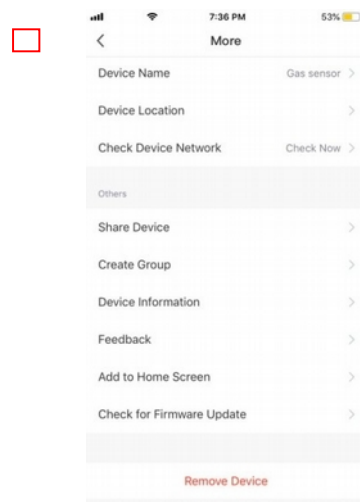 7:36 PM 53%
More
Device Name Gas sensor
Device Location
Check Device Network Check Now
Others
Share Device
Create Group
Device Information
Feedback
Add to Home Screen
Check for Firmware Update
Remove Device